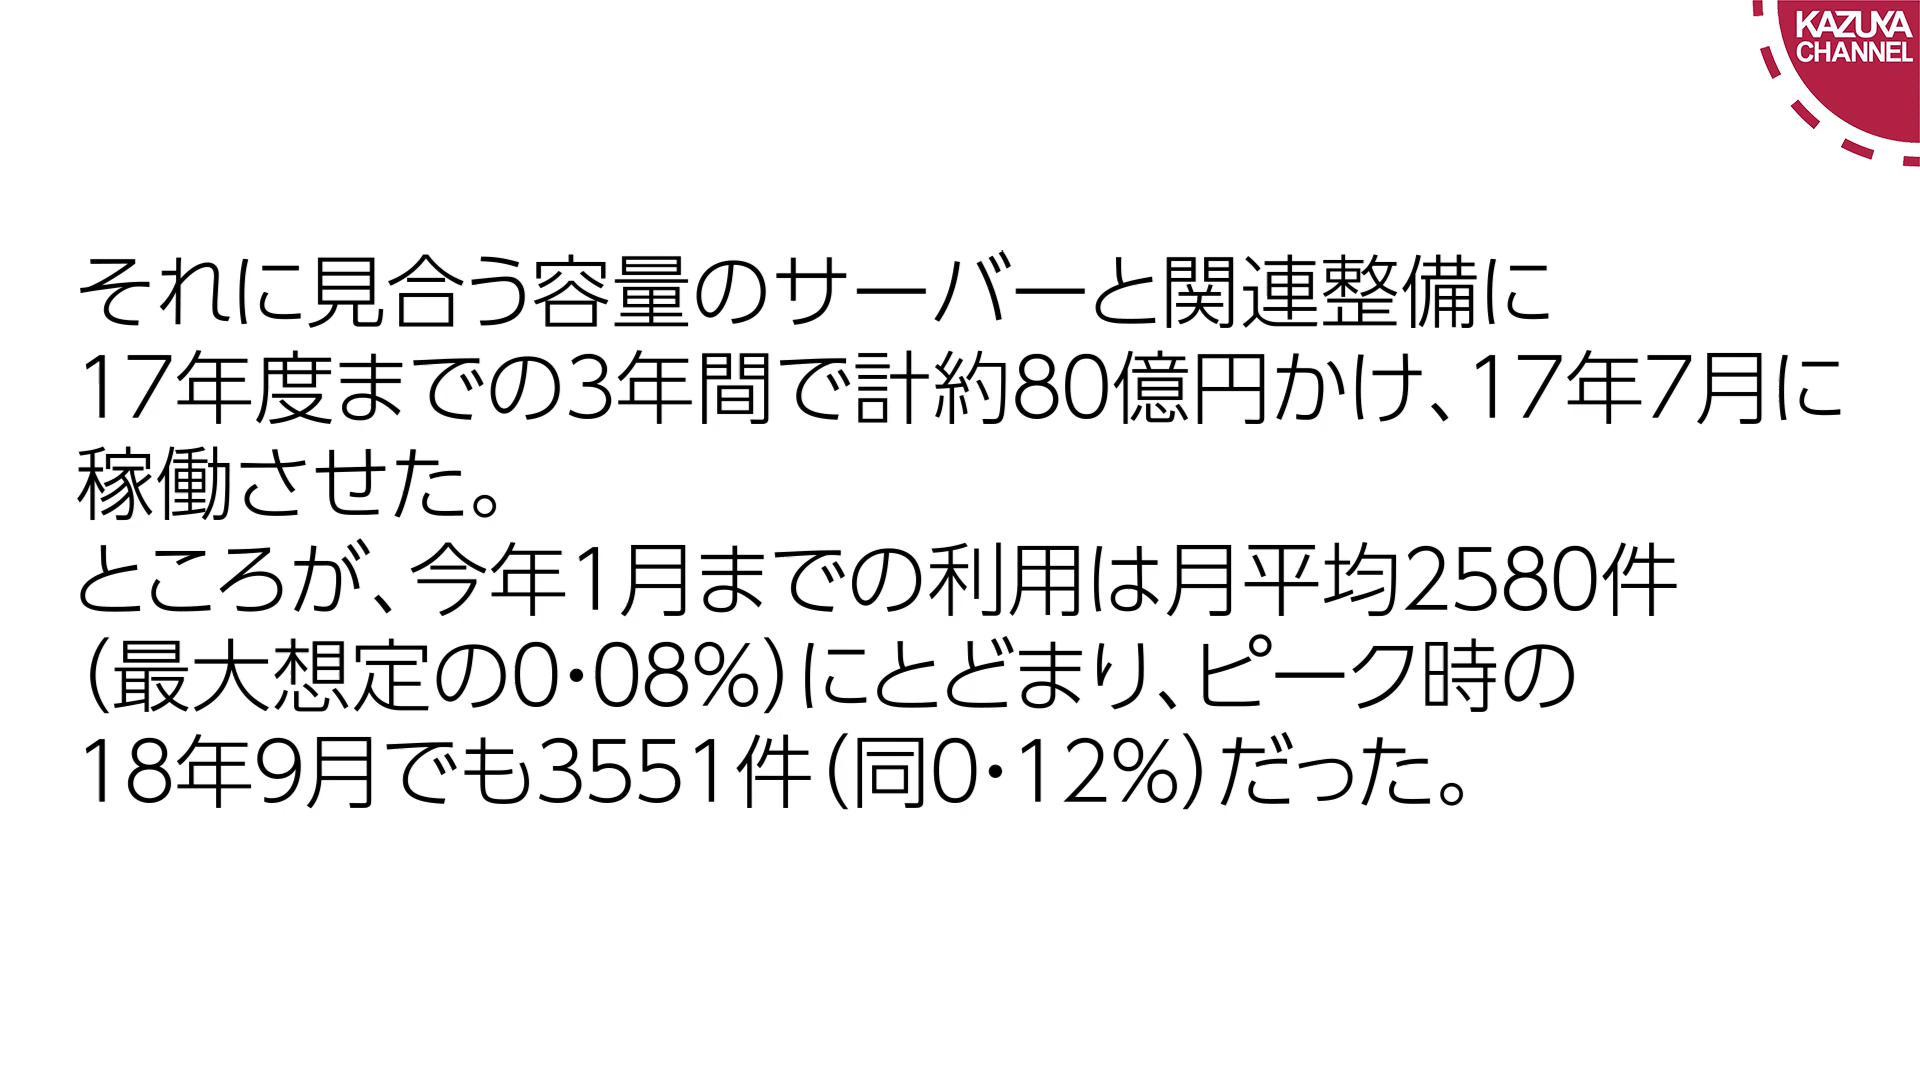 KAZUYA
CHANNEL
それに見合う容量のサーバーと関連整備に
17年度までの3年間で計約80億円かけ、17年7月に
稼働させた。
ところが、今年1月までの利用は月平均2580件
（最大想定の0・08%）にとどまり、ピーク時の
18年9月でも3551件（同0・12%）だった。